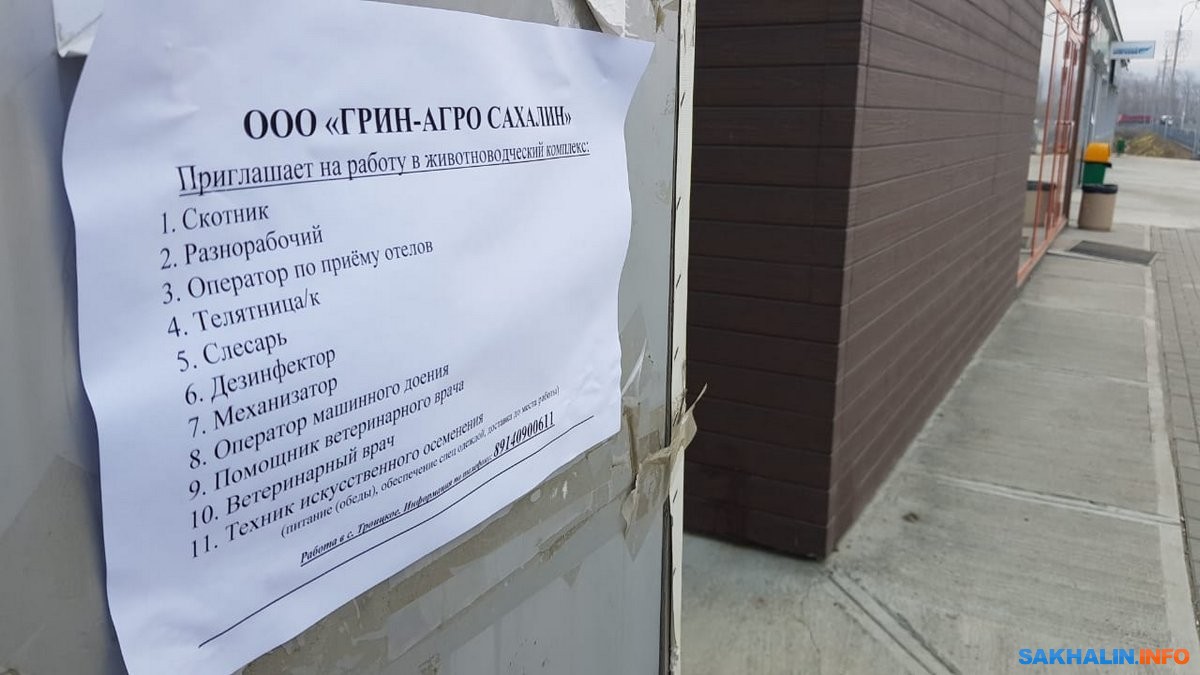 ООО «ГРИН-АГРО САХАЛИН»
Приглашает на работу в животноводческий комплекс:
1. Скотник
2. Разнорабочий
3. Оператор по приёму отелов
4. Телятница/к
5. Слесарь
6. Дезинфектор
7. Механизатор
8. Оператор машинного доения
9. Помощник ветеринарного врача
10. Ветеринарный врач
11. Техник искусственного осеменения
(питание (обеды), обеспечение спец одеждой, доставка до места работы)
Работа в с. Троицкое. Информация по телефону: 89140900611
SAKHALIN.INFO